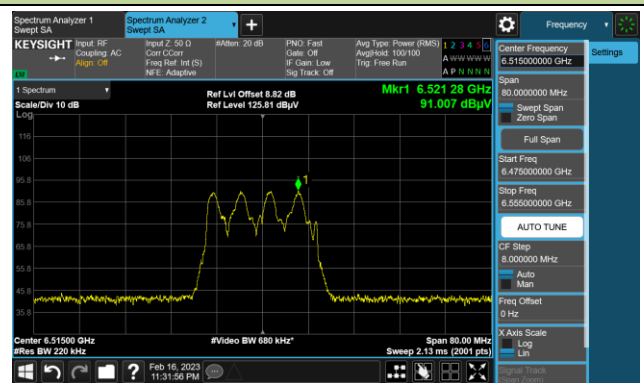 Spectrum Analyzer 1
Swept SA
Spectrum Analyzer 2
Swept SA
Frequency
KEYSIGHT
Input: RF
Coupling: AC
Align: Off
Input Z: 50 Ω
Corr CCorr
Freq Ref: Int (S)
NFE: Adaptive
#Atten: 20 dB
PNO: Fast
Gate: Off
IF Gain: Low
Sig Track: Off
Avg Type: Power (RMS)
Avg|Hold: 100/100
Trig: Free Run
1 2 3 4 5 6
A W W W W W
A P N N N N
LW
1 Spectrum
Scale/Div 10 dB
Log
Ref Lvl Offset 8.82 dB
Ref Level 125.81 dBµV
Mkr1 6.521 28 GHz
91.007 dBµV
1
116
106
95.8
85.8
75.8
65.8
55.8
45.8
35.8
Center 6.51500 GHz
#Res BW 220 kHz
#Video BW 680 kHz*
Span 80.00 MHz
Sweep 2.13 ms (2001 pts)
Feb 16, 2023
11:31:56 PM
Center Frequency
6.515000000 GHz
Settings
Span
80.0000000 MHz
Swept Span
Zero Span
Full Span
Start Freq
6.475000000 GHz
Stop Freq
6.555000000 GHz
AUTO TUNE
CF Step
8.000000 MHz
Auto
Man
Freq Offset
0 Hz
X Axis Scale
Log
Lin
Signal Track
(Span Zoom)